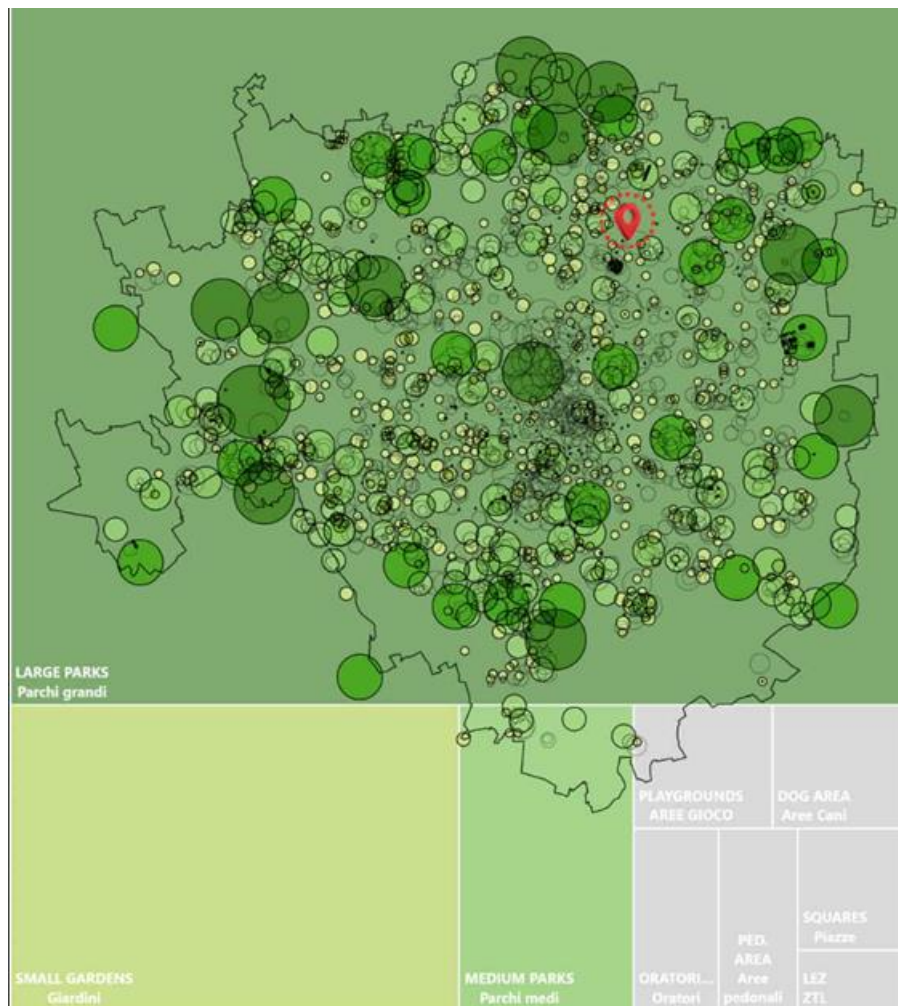 LARGE PARKS
Parchi grandi
PLAYGROUNDS
AREE GIOCO
DOG AREA
Aree Cani
SMALL GARDENS
Giardini
MEDIUM PARKS
Parchi medi
ORATORI...
Oratori
PED.
AREA
Aree
pedonali
SQUARES
Piazze
LEZ
ZTL